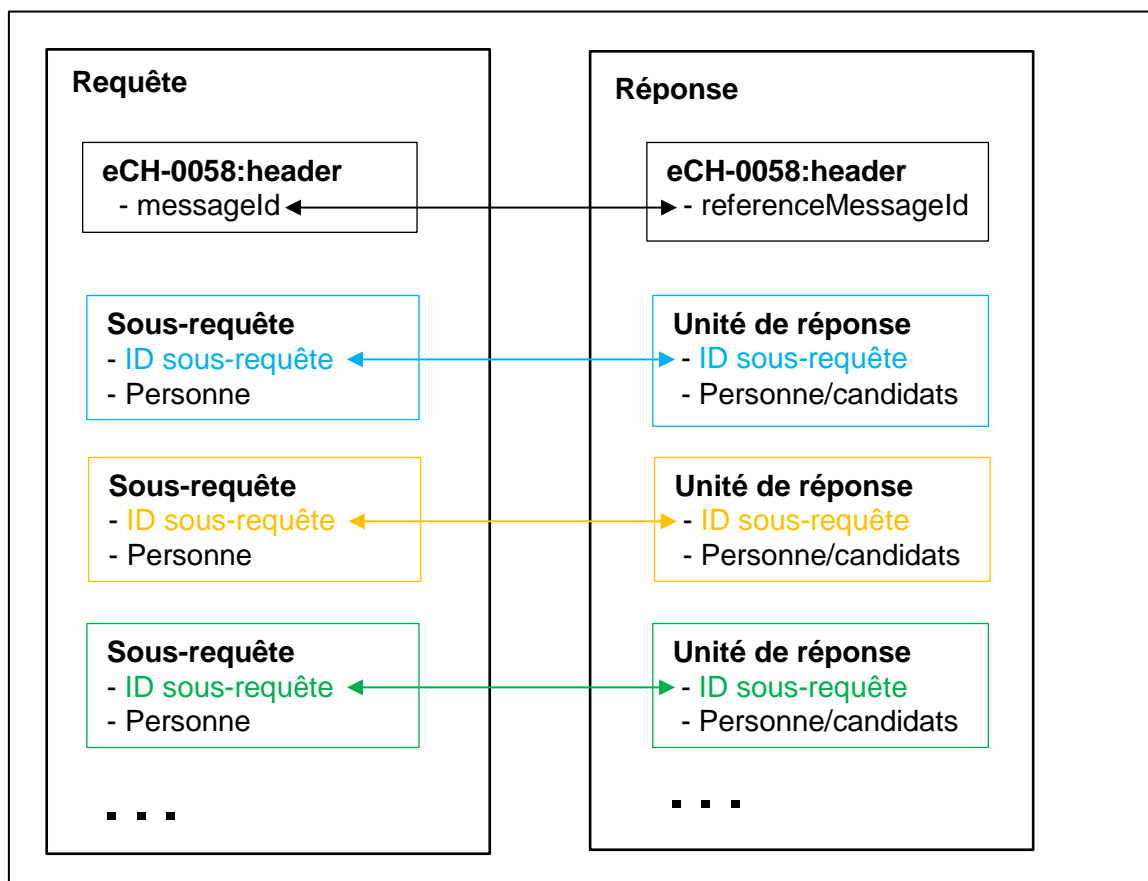 Requête
eCH-0058:header
- messageId
Sous-requête
- ID sous-requête
- Personne
Sous-requête
- ID sous-requête
- Personne
Sous-requête
- ID sous-requête
- Personne
. . .
Réponse
eCH-0058:header
- referenceMessageId
Unité de réponse
- ID sous-requête
- Personne/candidats
Unité de réponse
- ID sous-requête
- Personne/candidats
Unité de réponse
- ID sous-requête
- Personne/candidats
. . .